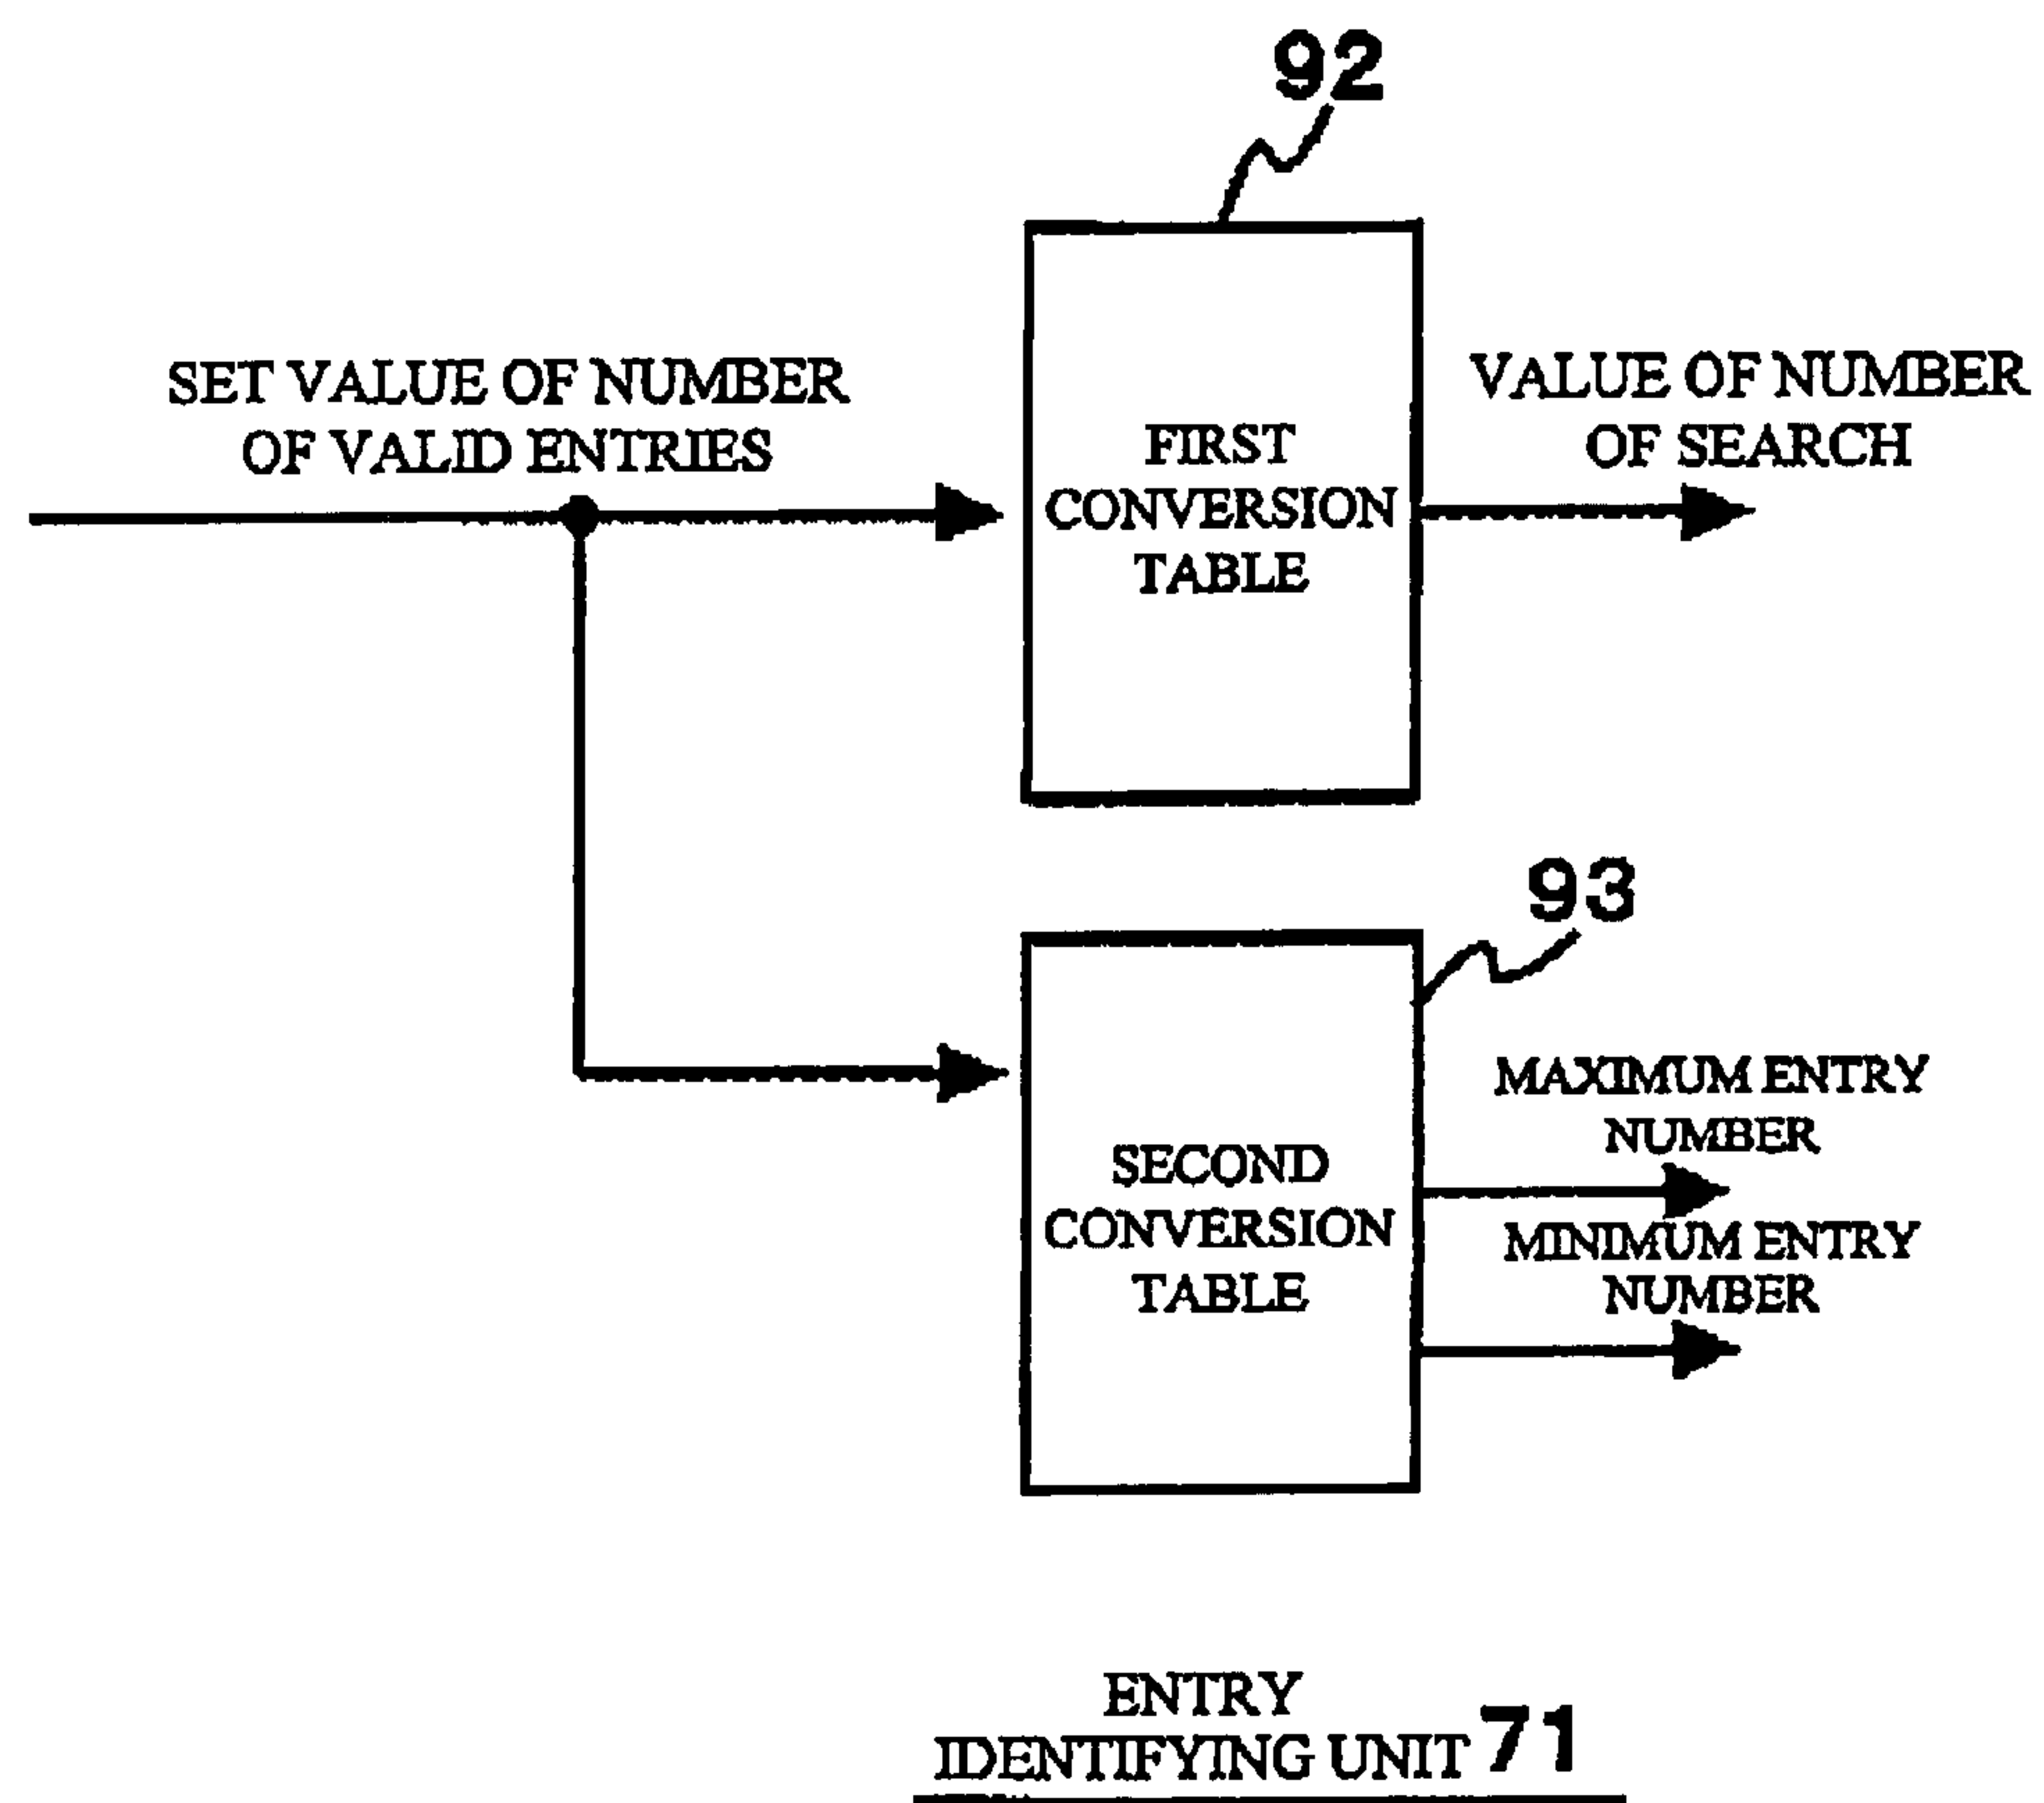 92
SET VALUE OF NUMBER
OF VALID ENTRIES
FIRST
CONVERSION
TABLE
VALUE OF NUMBER
OF SEARCH
93
SECOND
CONVERSION
TABLE
MAXIMUM ENTRY
NUMBER
MINIMUM ENTRY
NUMBER
ENTRY
IDENTIFYING UNIT 71